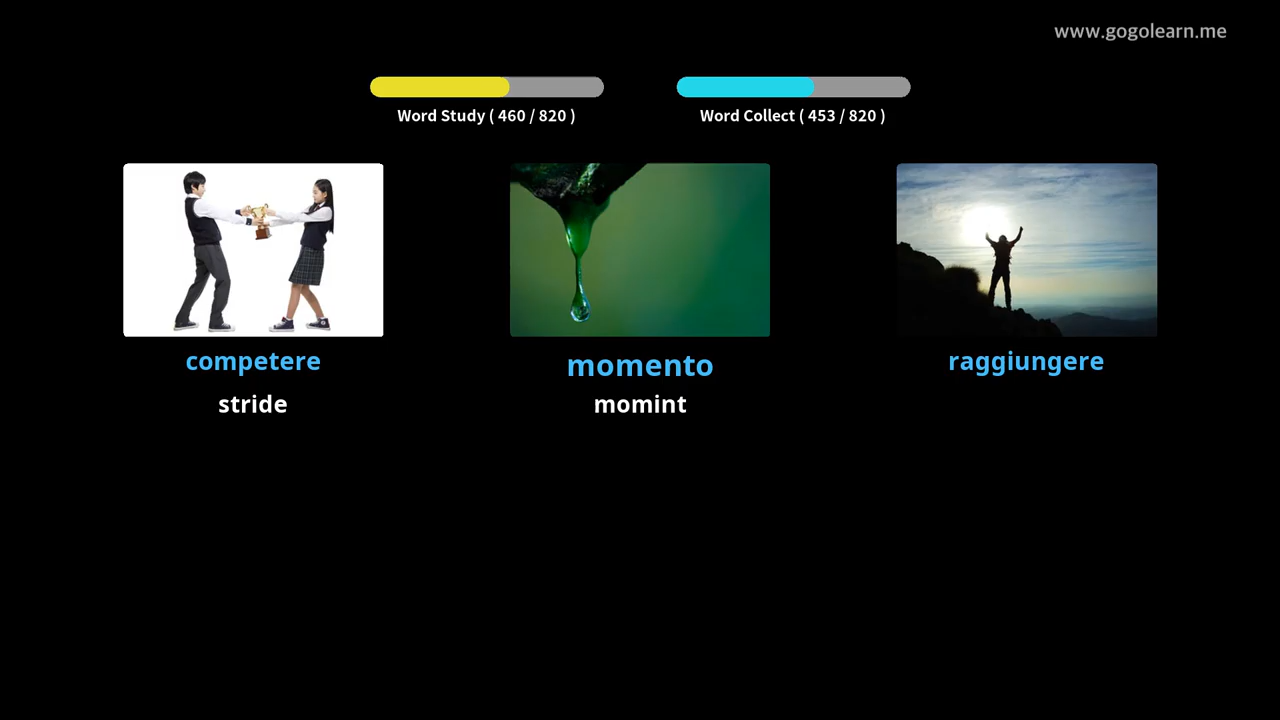 www.gogolearn.me
Word Study ( 460 / 820 )
Word Collect ( 453 / 820 )
competere
momento
raggiungere
stride
momint